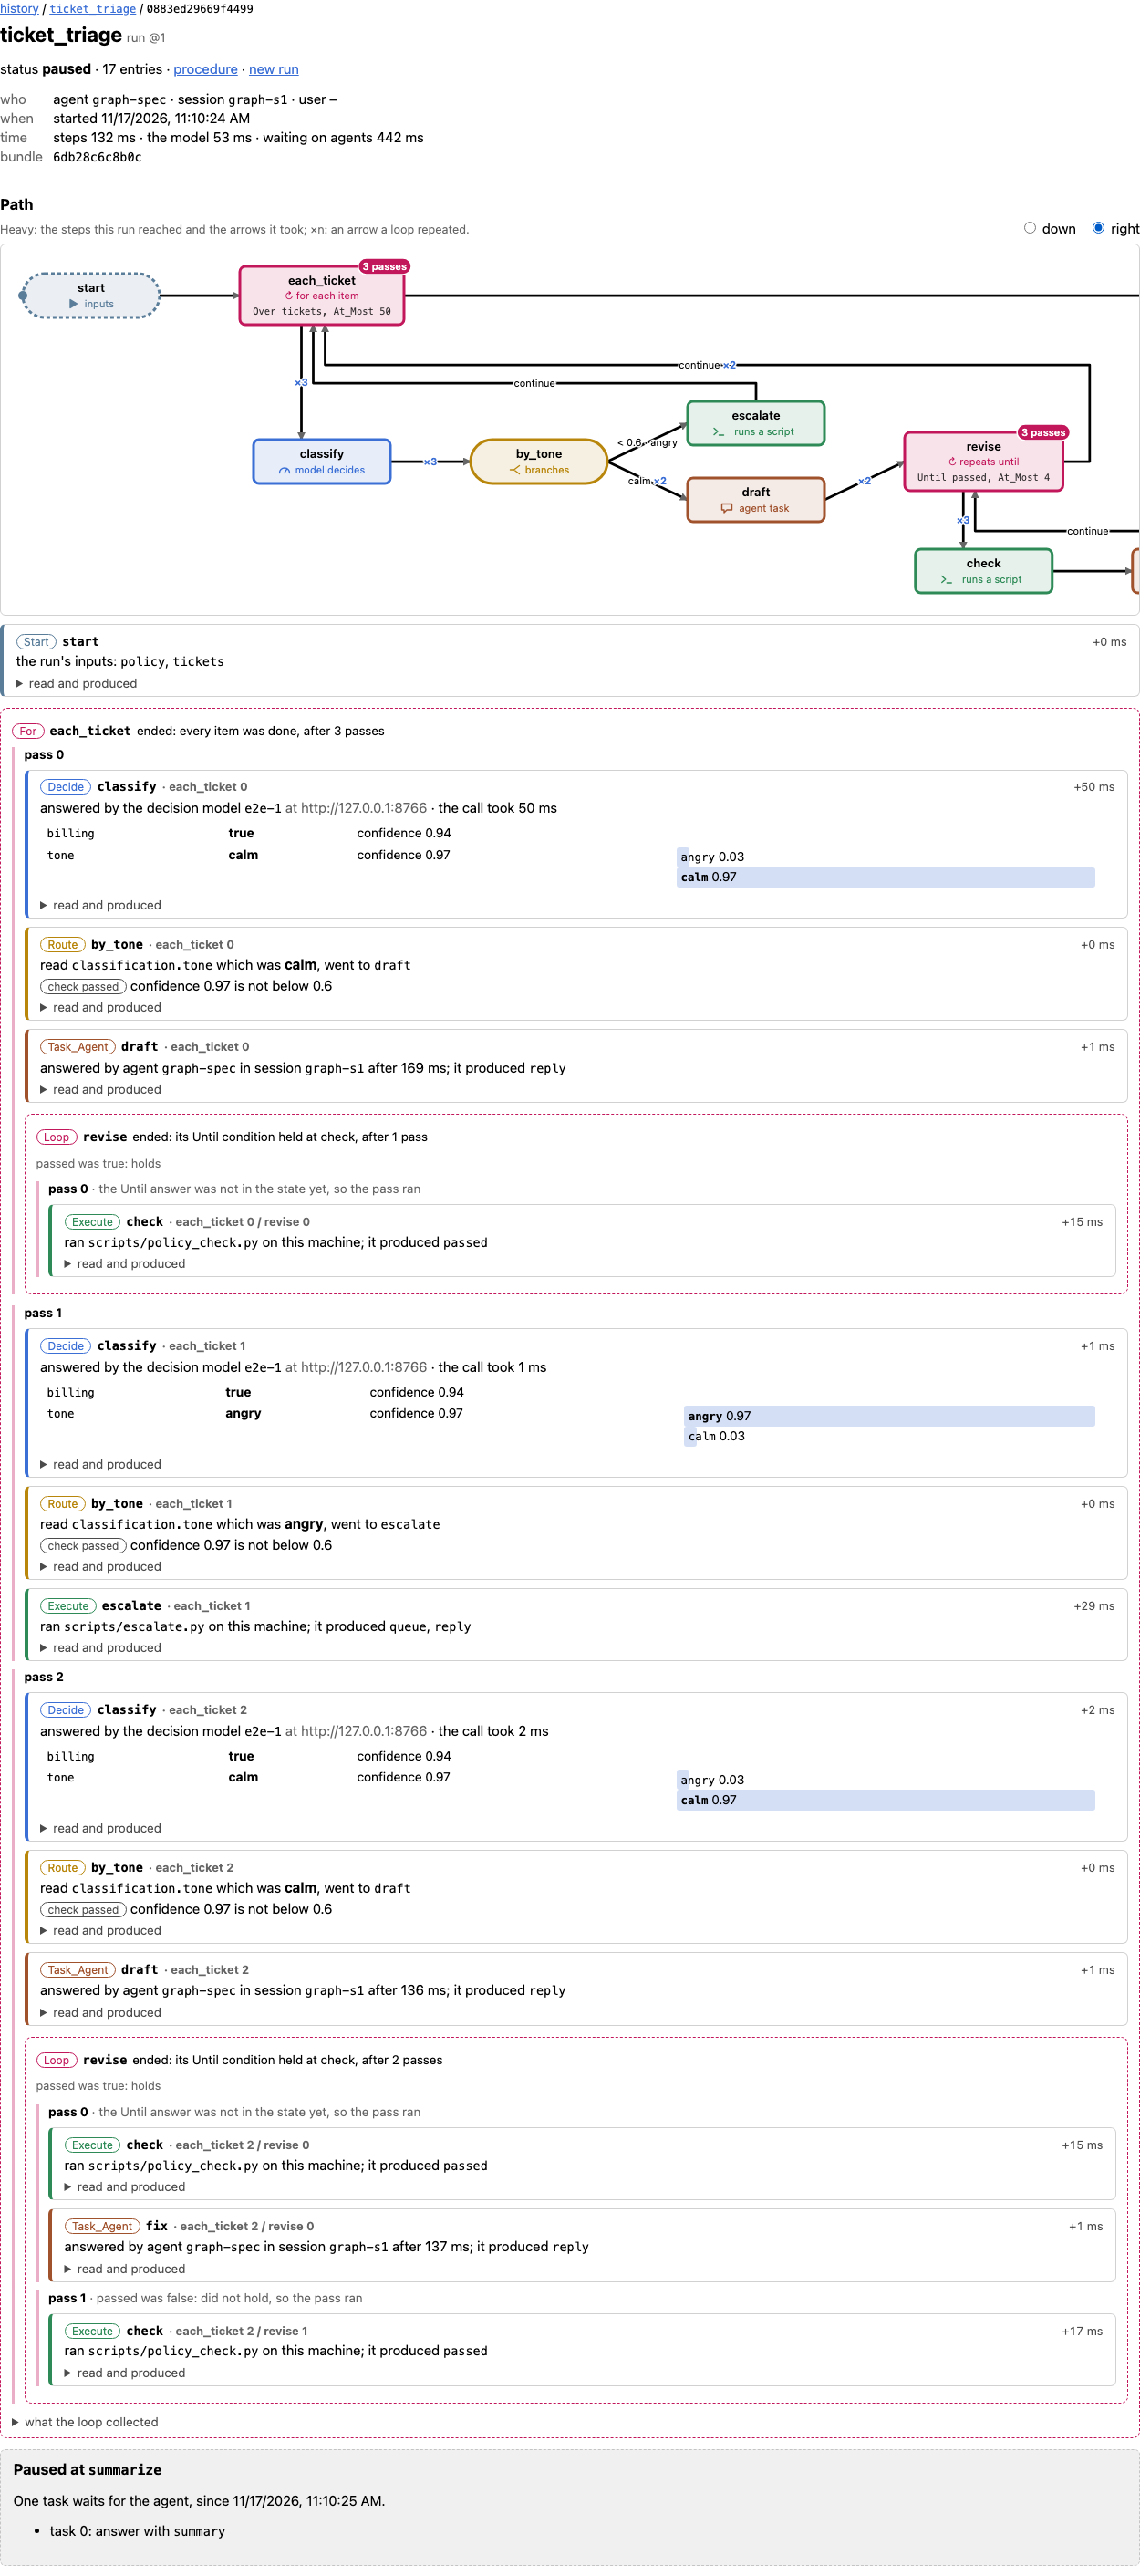 history / ticket_triage / 0883ed29669f4499
ticket_triage run @1
status paused · 17 entries · procedure · new run
who agent graph-spec · session graph-s1 · user –
when started 11/17/2026, 11:10:24 AM
time steps 132 ms · the model 53 ms · waiting on agents 442 ms
bundle 6db28c6c8b0c
Path
Heavy: the steps this run reached and the arrows it took; ×n: an arrow a loop repeated.
down right
3 passes
start
inputs
each_ticket
for each item
Over tickets, At_Most 50
continue ×2
×3
continue
escalate
runs a script
< 0.6, angry
classify
model decides
×3
by_tone
branches
calm ×2
draft
agent task
×2
3 passes
revise
repeats until
Until passed, At_Most 4
×3
continue
check
runs a script
Start start +0 ms
the run's inputs: policy, tickets
read and produced
For each_ticket ended: every item was done, after 3 passes
pass 0
Decide classify · each_ticket 0 +50 ms
answered by the decision model e2e-1 at http://127.0.0.1:8766 · the call took 50 ms
billing true confidence 0.94
tone calm confidence 0.97 angry 0.03
calm 0.97
read and produced
Route by_tone · each_ticket 0 +0 ms
read classification.tone which was calm, went to draft
check passed confidence 0.97 is not below 0.6
read and produced
Task_Agent draft · each_ticket 0 +1 ms
answered by agent graph-spec in session graph-s1 after 169 ms; it produced reply
read and produced
Loop revise ended: its Until condition held at check, after 1 pass
passed was true: holds
pass 0 · the Until answer was not in the state yet, so the pass ran
Execute check · each_ticket 0 / revise 0 +15 ms
ran scripts/policy_check.py on this machine; it produced passed
read and produced
pass 1
Decide classify · each_ticket 1 +1 ms
answered by the decision model e2e-1 at http://127.0.0.1:8766 · the call took 1 ms
billing true confidence 0.94
tone angry confidence 0.97 angry 0.97
calm 0.03
read and produced
Route by_tone · each_ticket 1 +0 ms
read classification.tone which was angry, went to escalate
check passed confidence 0.97 is not below 0.6
read and produced
Execute escalate · each_ticket 1 +29 ms
ran scripts/escalate.py on this machine; it produced queue, reply
read and produced
pass 2
Decide classify · each_ticket 2 +2 ms
answered by the decision model e2e-1 at http://127.0.0.1:8766 · the call took 2 ms
billing true confidence 0.94
tone calm confidence 0.97 angry 0.03
calm 0.97
read and produced
Route by_tone · each_ticket 2 +0 ms
read classification.tone which was calm, went to draft
check passed confidence 0.97 is not below 0.6
read and produced
Task_Agent draft · each_ticket 2 +1 ms
answered by agent graph-spec in session graph-s1 after 136 ms; it produced reply
read and produced
Loop revise ended: its Until condition held at check, after 2 passes
passed was true: holds
pass 0 · the Until answer was not in the state yet, so the pass ran
Execute check · each_ticket 2 / revise 0 +15 ms
ran scripts/policy_check.py on this machine; it produced passed
read and produced
Task_Agent fix · each_ticket 2 / revise 0 +1 ms
answered by agent graph-spec in session graph-s1 after 137 ms; it produced reply
read and produced
pass 1 · passed was false: did not hold, so the pass ran
Execute check · each_ticket 2 / revise 1 +17 ms
ran scripts/policy_check.py on this machine; it produced passed
read and produced
what the loop collected
Paused at summarize
One task waits for the agent, since 11/17/2026, 11:10:25 AM.
• task 0: answer with summary